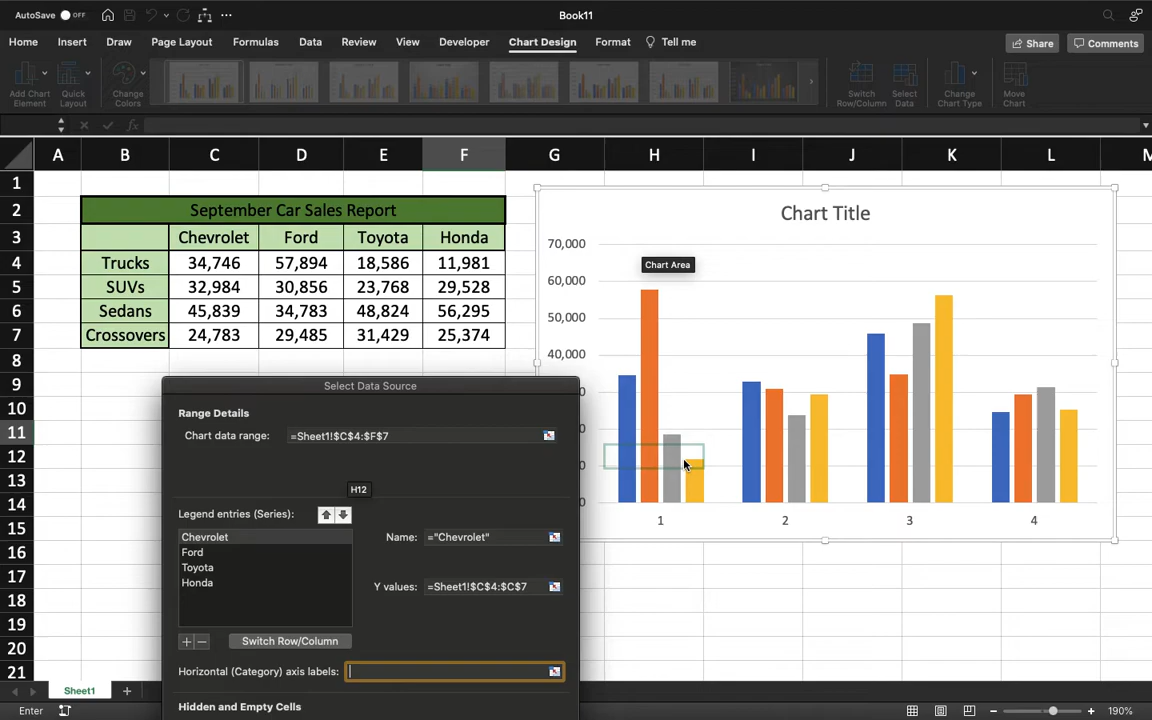 AutoSave OFF
Book11
Home Insert Draw Page Layout Formulas Data Review View Developer Chart Design Format Tell me
Share Comments
Add Chart Element
Quick Layout
Change Colors
Switch Row/Column
Select Data
Change Chart Type
Move Chart
fx
A B C D E F G H I J K L M
1
2 September Car Sales Report
3 Chevrolet Ford Toyota Honda
4 Trucks 34,746 57,894 18,586 11,981
5 SUVs 32,984 30,856 23,768 29,528
6 Sedans 45,839 34,783 48,824 56,295
7 Crossovers 24,783 29,485 31,429 25,374
8
9
10
11
12
13
14
15
16
17
18
19
20
21
Chart Title
70,000
Chart Area
60,000
50,000
40,000
1 2 3 4
Select Data Source
Range Details
Chart data range: =Sheet1!$C$4:$F$7
H12
Legend entries (Series):
Chevrolet
Ford
Toyota
Honda
Name: ="Chevrolet"
Y values: =Sheet1!$C$4:$C$7
+ − Switch Row/Column
Horizontal (Category) axis labels:
Hidden and Empty Cells
Sheet1 +
Enter
− + 190%